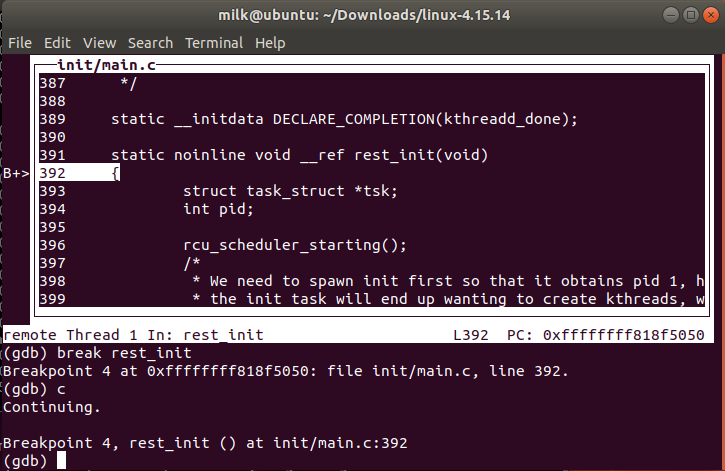 milk@ubuntu: ~/Downloads/linux-4.15.14
File Edit View Search Terminal Help
init/main.c
387 */
388
389 static __initdata DECLARE_COMPLETION(kthreadd_done);
390
391 static noinline void __ref rest_init(void)
B+> 392 {
393 struct task_struct *tsk;
394 int pid;
395
396 rcu_scheduler_starting();
397 /*
398 * We need to spawn init first so that it obtains pid 1, h
399 * the init task will end up wanting to create kthreads, w
remote Thread 1 In: rest_init L392 PC: 0xffffffff818f5050
(gdb) break rest_init
Breakpoint 4 at 0xffffffff818f5050: file init/main.c, line 392.
(gdb) c
Continuing.
Breakpoint 4, rest_init () at init/main.c:392
(gdb)